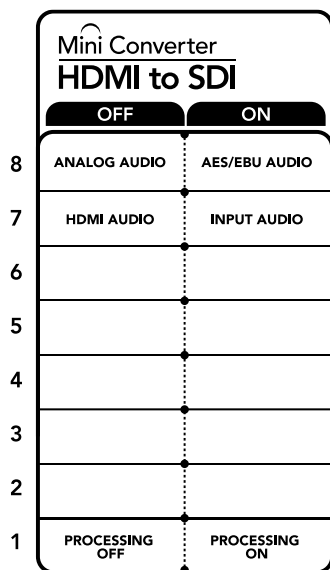 Mini Converter
HDMI to SDI
OFF ON
8 ANALOG AUDIO AES/EBU AUDIO
7 HDMI AUDIO INPUT AUDIO
6
5
4
3
2
1 PROCESSING OFF PROCESSING ON